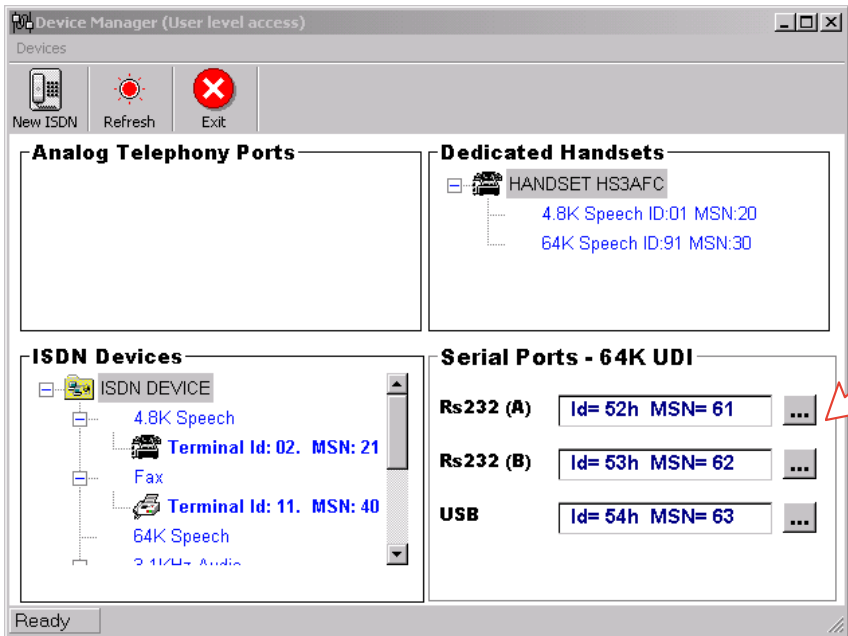 Device Manager (User level access)
Devices
New ISDN Refresh Exit
Analog Telephony Ports
Dedicated Handsets
HANDSET HS3AFC
4.8K Speech ID:01 MSN:20
64K Speech ID:91 MSN:30
ISDN Devices
ISDN DEVICE
4.8K Speech
Terminal Id: 02. MSN: 21
Fax
Terminal Id: 11. MSN: 40
64K Speech
3.1KHz Audio
Serial Ports - 64K UDI
Rs232 (A) Id= 52h MSN= 61 ...
Rs232 (B) Id= 53h MSN= 62 ...
USB Id= 54h MSN= 63 ...
Ready